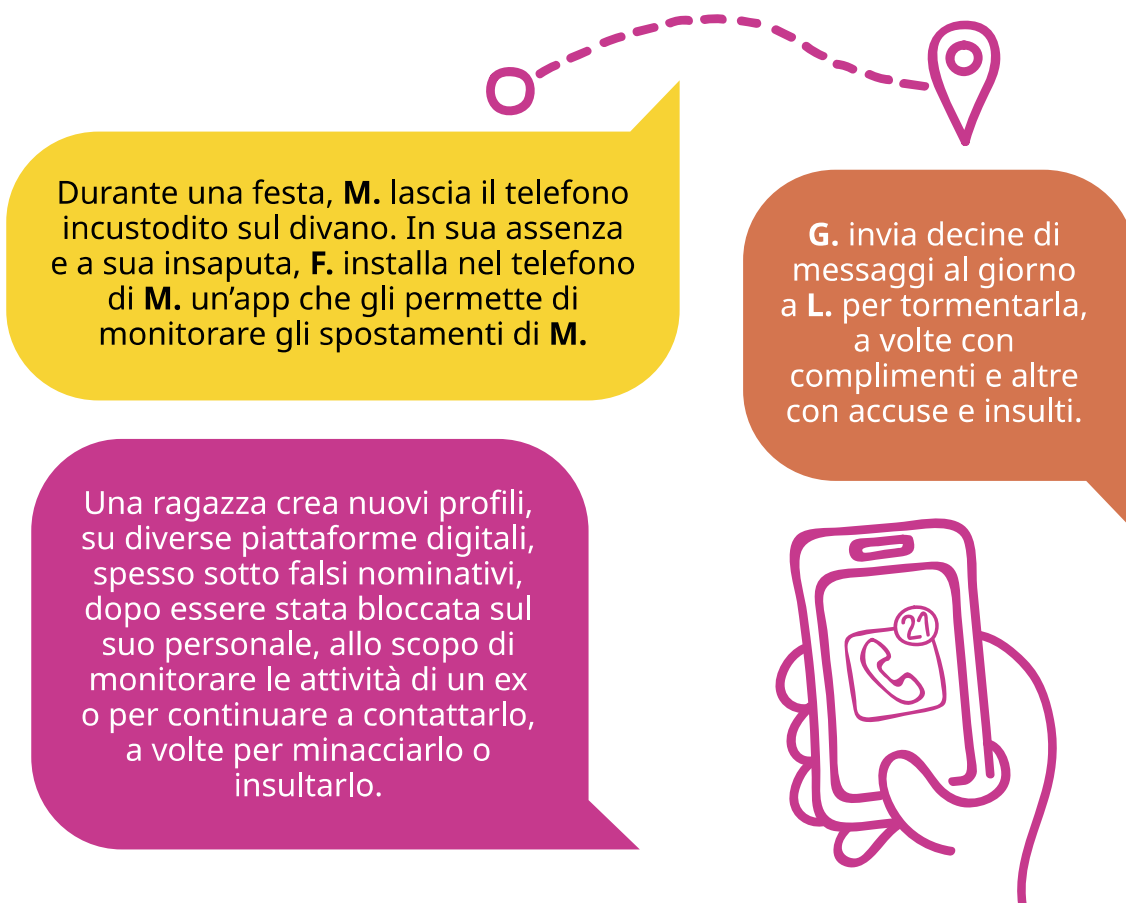 Durante una festa, M. lascia il telefono
incustodito sul divano. In sua assenza
e a sua insaputa, F. installa nel telefono
di M. un’app che gli permette di
monitorare gli spostamenti di M.
G. invia decine di
messaggi al giorno
a L. per tormentarla,
a volte con
complimenti e altre
con accuse e insulti.
Una ragazza crea nuovi profili,
su diverse piattaforme digitali,
spesso sotto falsi nominativi,
dopo essere stata bloccata sul
suo personale, allo scopo di
monitorare le attività di un ex
o per continuare a contattarlo,
a volte per minacciarlo o
insultarlo.
21